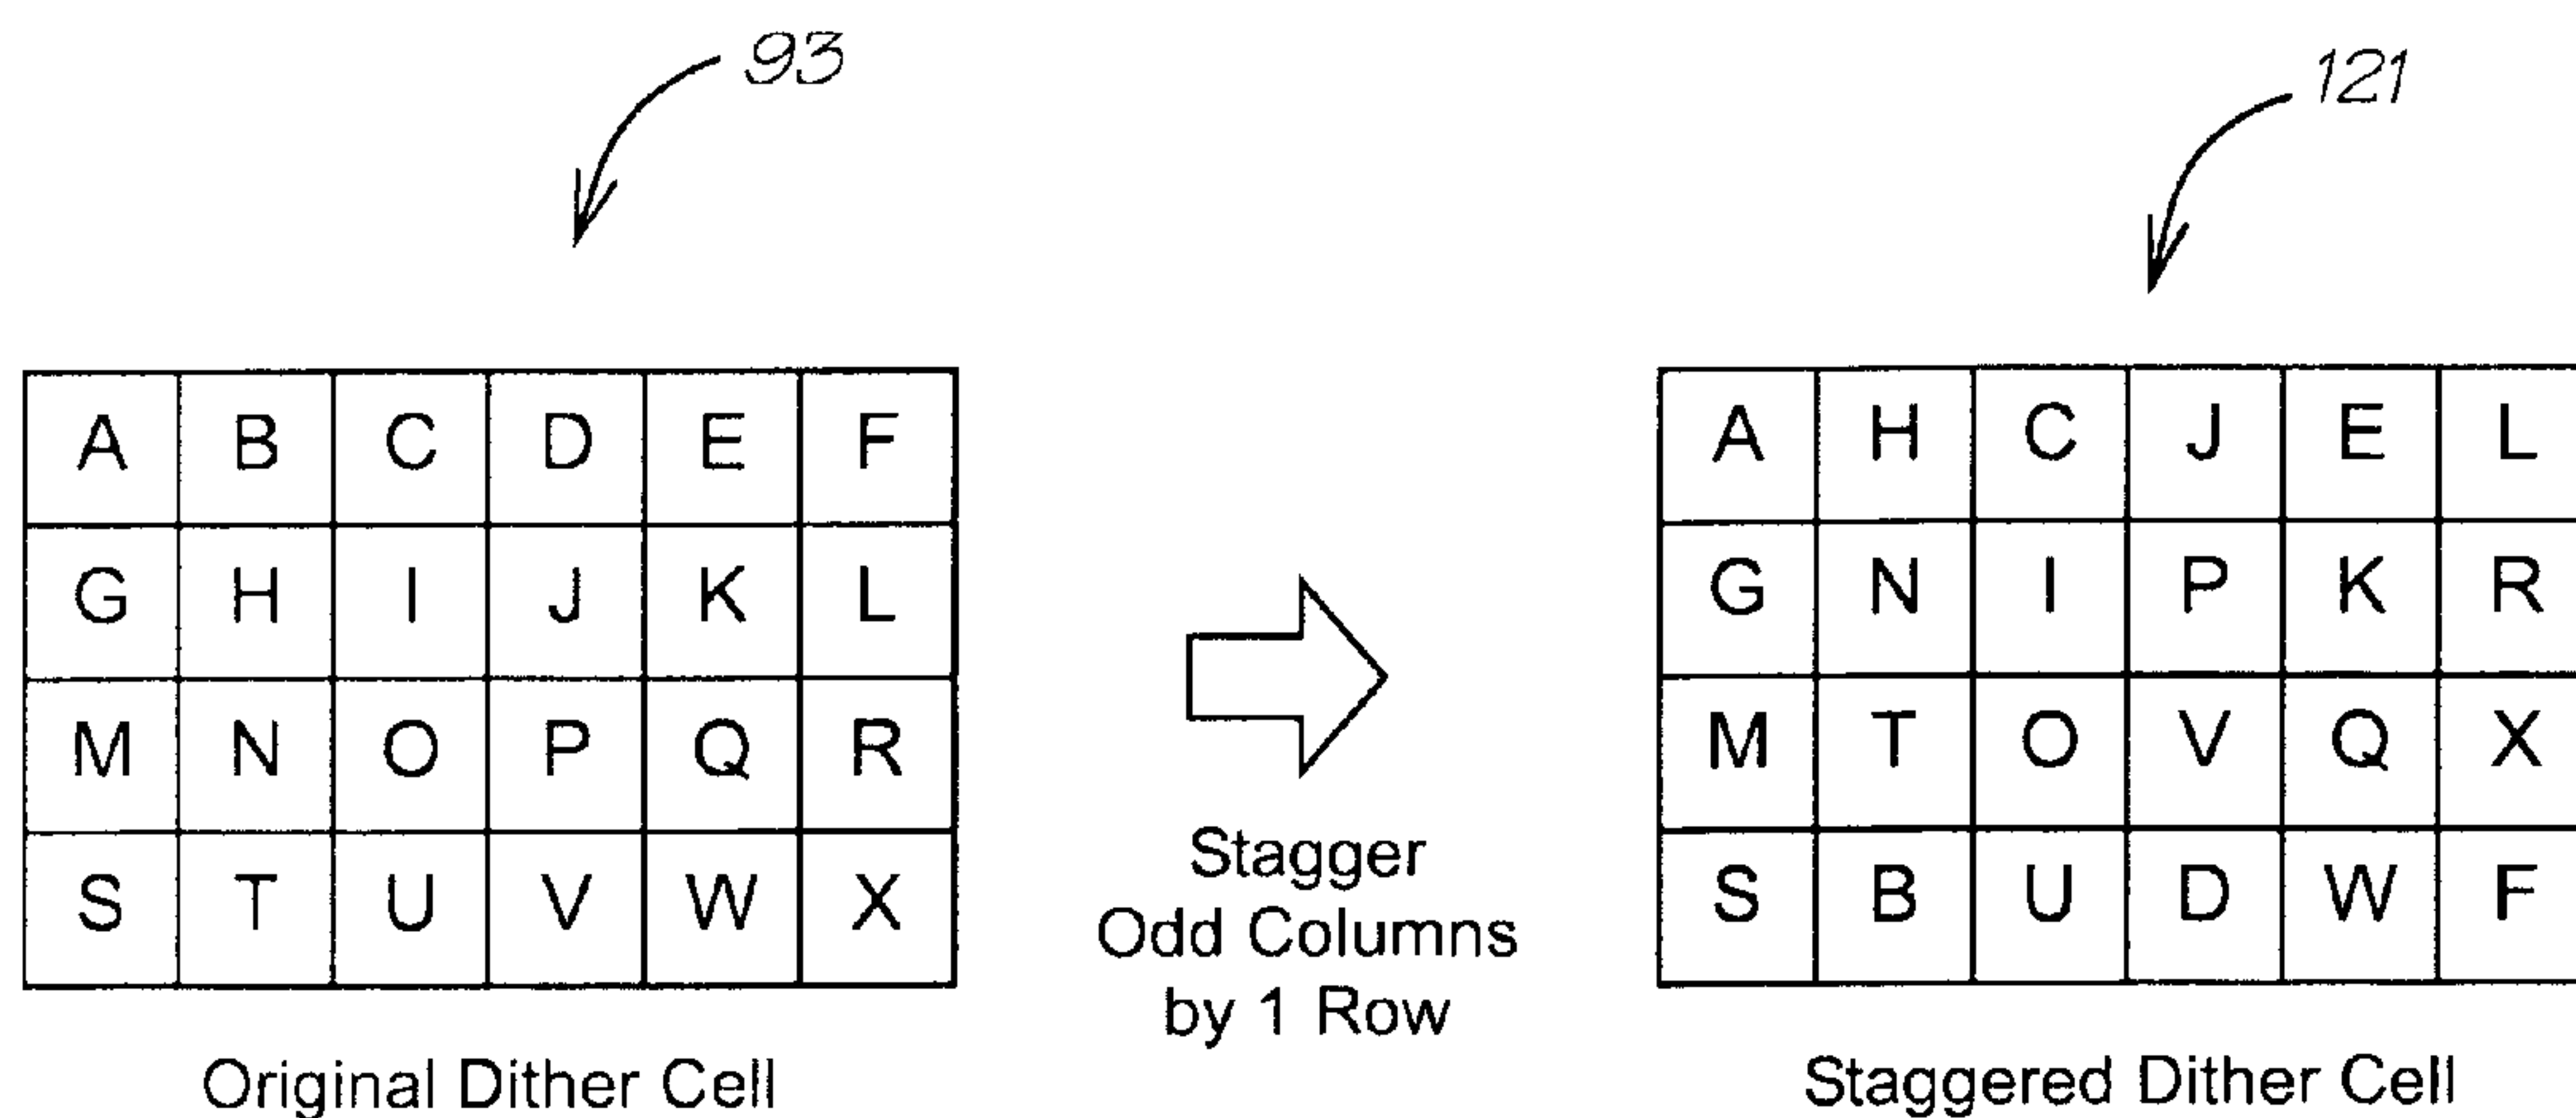 93
121
A B C D E F
G H I J K L
M N O P Q R
S T U V W X
Stagger
Odd Columns
by 1 Row
A H C J E L
G N I P K R
M T O V Q X
S B U D W F
Original Dither Cell
Staggered Dither Cell